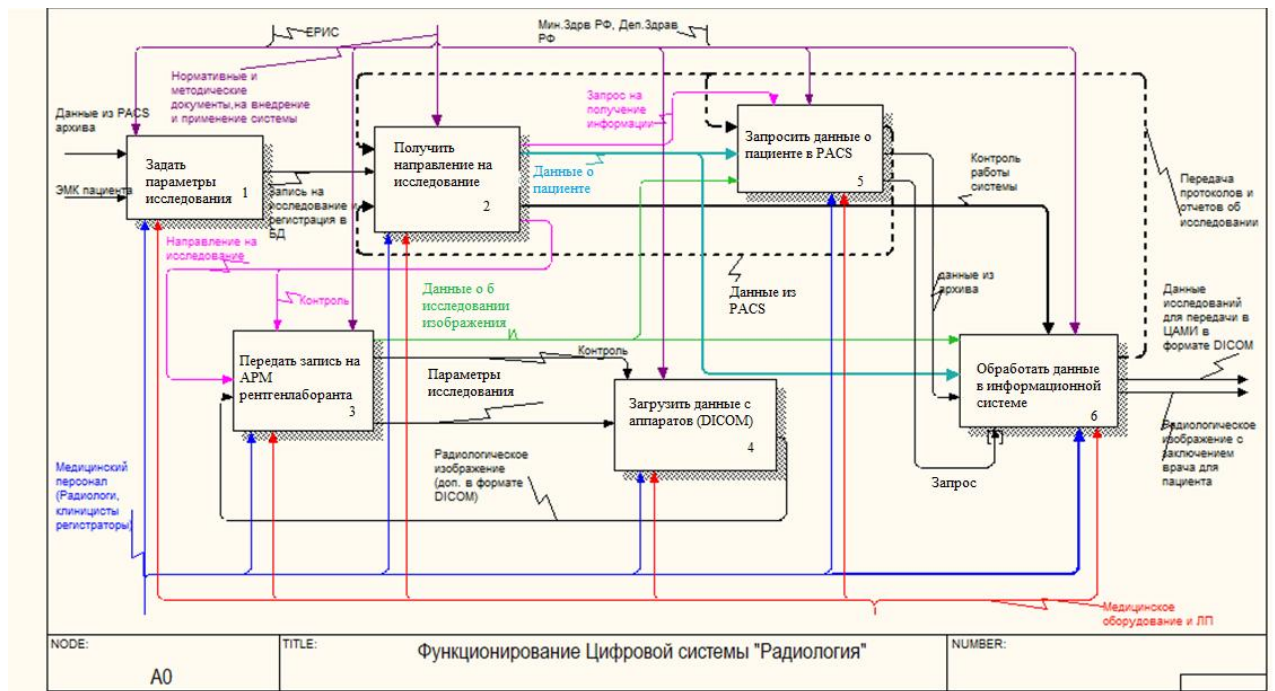 ЕРИС
Мин.Здрв РФ, Деп.Здрав
РФ
Нормативные и
методические
документы,на внедрение
и применение системы
Данные из PACS
архива
ЭМК пациента
Задать
параметры
исследования
1
Запись на
исследование и
регистрация в
БД
Получить
направление на
исследование
2
Запрос на
получение
информации
Данные о
пациенте
Запросить данные о
пациенте в PACS
5
Контроль
работы
системы
Передача
протоколов и
отчетов об
исследовании
Направление на
исследование
Контроль
Данные о б
исследовании
изображения
Данные из
PACS
данные из
архива
Данные
исследований
для передачи в
ЦАМИ в
формате DICOM
Передать запись на
АРМ
рентгенлаборанта
3
Контроль
Параметры
исследования
Загрузить данные с
аппаратов (DICOM)
4
Обработать данные
в информационной
системе
6
Радиологическое
изображение с
заключением
врача для
пациента
Радиологическое
изображение
(доп. в формате
DICOM)
Запрос
Медицинский
персонал
(Радиологи,
клиницисты
регистраторы)
Медицинское
оборудование и ЛП
NODE:
A0
TITLE:
Функционирование Цифровой системы "Радиология"
NUMBER: